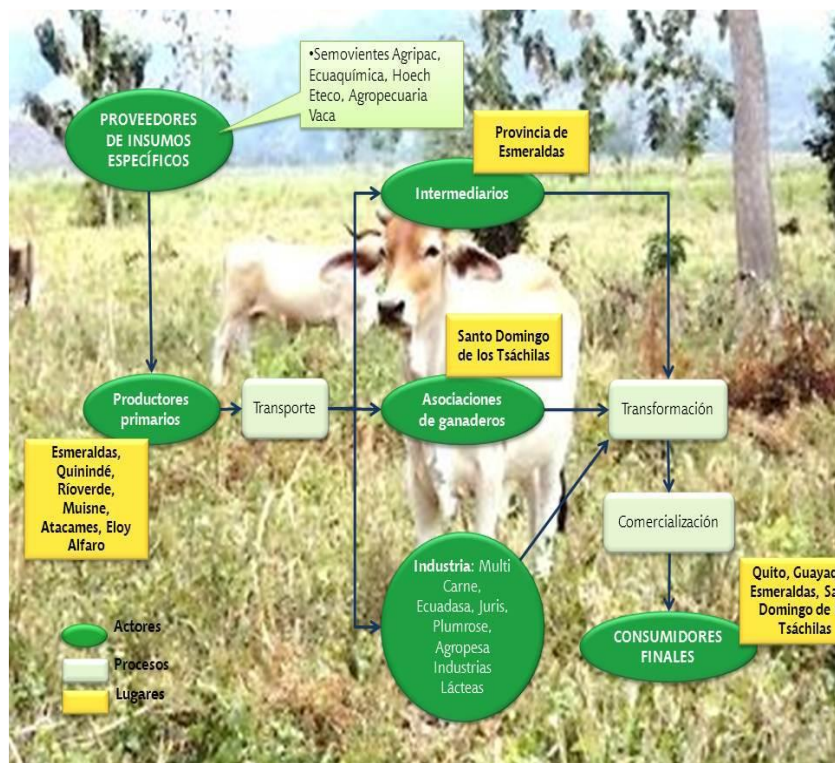 •Semovientes Agripac,
Ecuaquímica, Hoech
Eteco, Agropecuaria
Vaca
PROVEEDORES
DE INSUMOS
ESPECÍFICOS
Provincia de
Esmeraldas
Intermediarios
Santo Domingo
de los Tsáchilas
Productores
primarios
Transporte
Asociaciones
de ganaderos
Transformación
Esmeraldas,
Quinindé,
Ríoverde,
Muisne,
Atacames, Eloy
Alfaro
Comercialización
Industria: Multi
Carne,
Ecuadasa, Juris,
Plumrose,
Agropesa
Industrias
Lácteas
Quito,
Esmeraldas,
Domingo de
Tsáchilas
CONSUMIDORES
FINALES
Actores
Procesos
Lugares